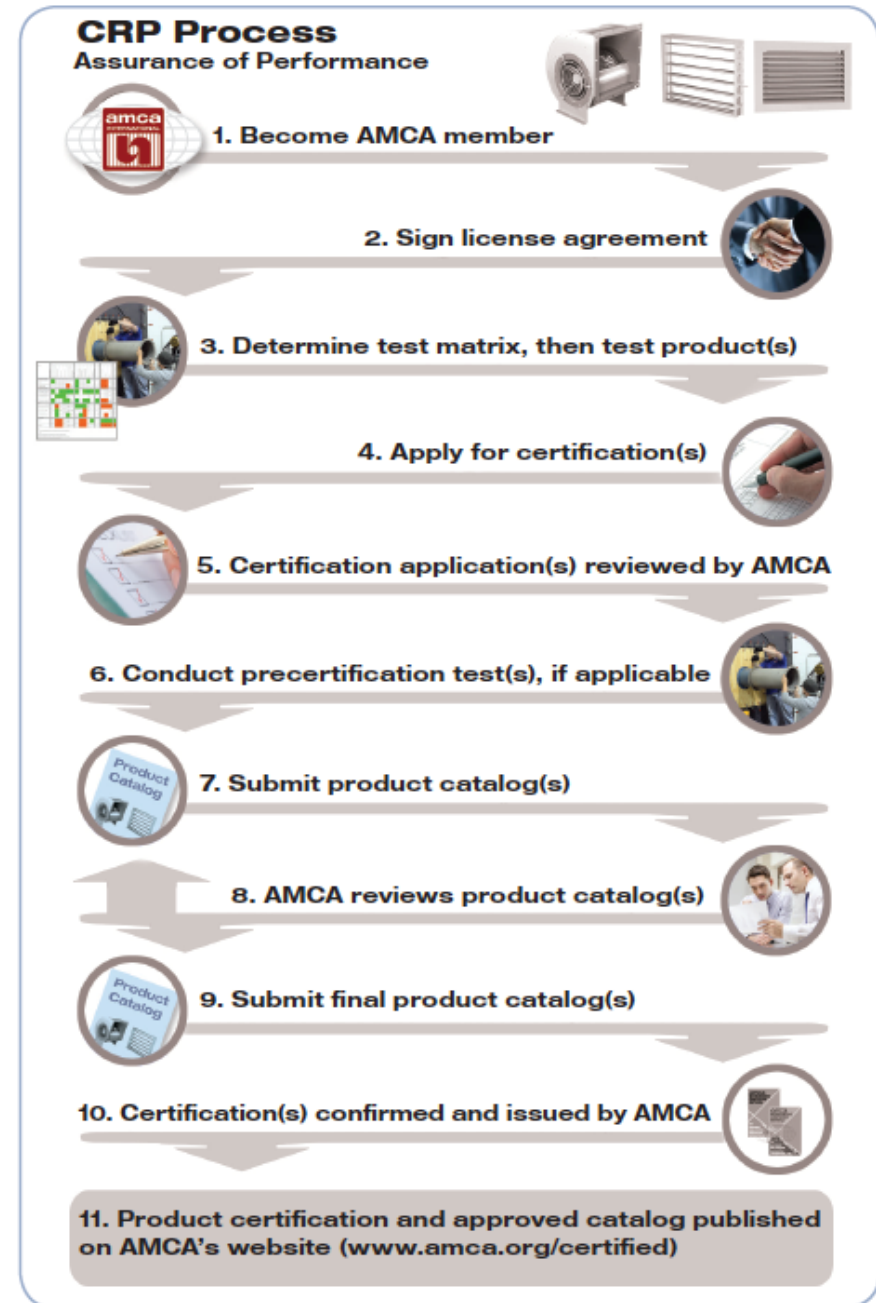 CRP Process
Assurance of Performance
amca
INTERNATIONAL
1. Become AMCA member
2. Sign license agreement
3. Determine test matrix, then test product(s)
4. Apply for certification(s)
5. Certification application(s) reviewed by AMCA
6. Conduct precertification test(s), if applicable
Product
Catalog
7. Submit product catalog(s)
8. AMCA reviews product catalog(s)
Product
Catalog
9. Submit final product catalog(s)
10. Certification(s) confirmed and issued by AMCA
11. Product certification and approved catalog published
on AMCA's website (www.amca.org/certified)